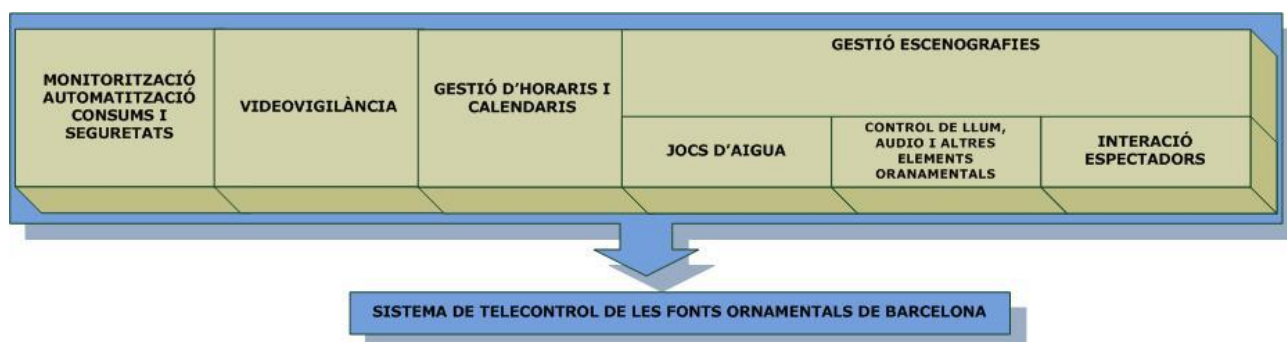 MONITORITZACIÓ
AUTOMATITZACIÓ
CONSUMS I
SEGURETATS
VIDEOVIGILÀNCIA
GESTIÓ D'HORARIS I
CALENDARIS
GESTIÓ ESCENOGRAFIES
JOCS D'AIGUA
CONTROL DE LLUM,
AUDIO I ALTRES
ELEMENTS
ORANAMENTALS
INTERACIÓ
ESPECTADORS
SISTEMA DE TELECONTROL DE LES FONTS ORNAMENTALS DE BARCELONA